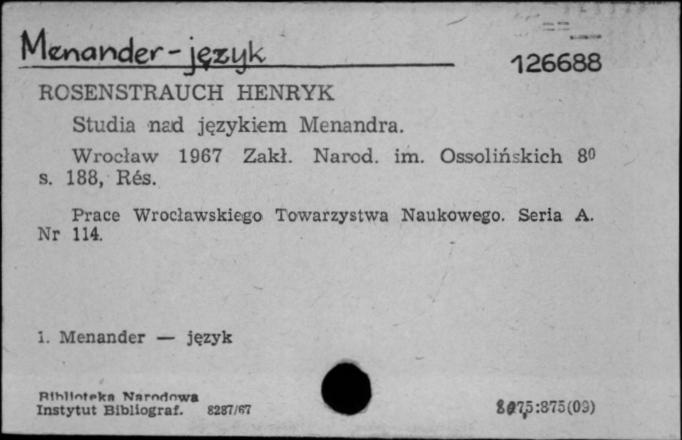 Menander-język
126688
ROSENSTRAUCH HENRYK
Studia nad językiem Menandra.
Wrocław 1967 Zakł. Narod. im. Ossolińskich 8⁰
s. 188, Rés.
Prace Wrocławskiego Towarzystwa Naukowego. Seria A.
Nr 114.
1. Menander — język
Biblioteka Narodowa
Instytut Bibliograf. 8287/67
:875(09)